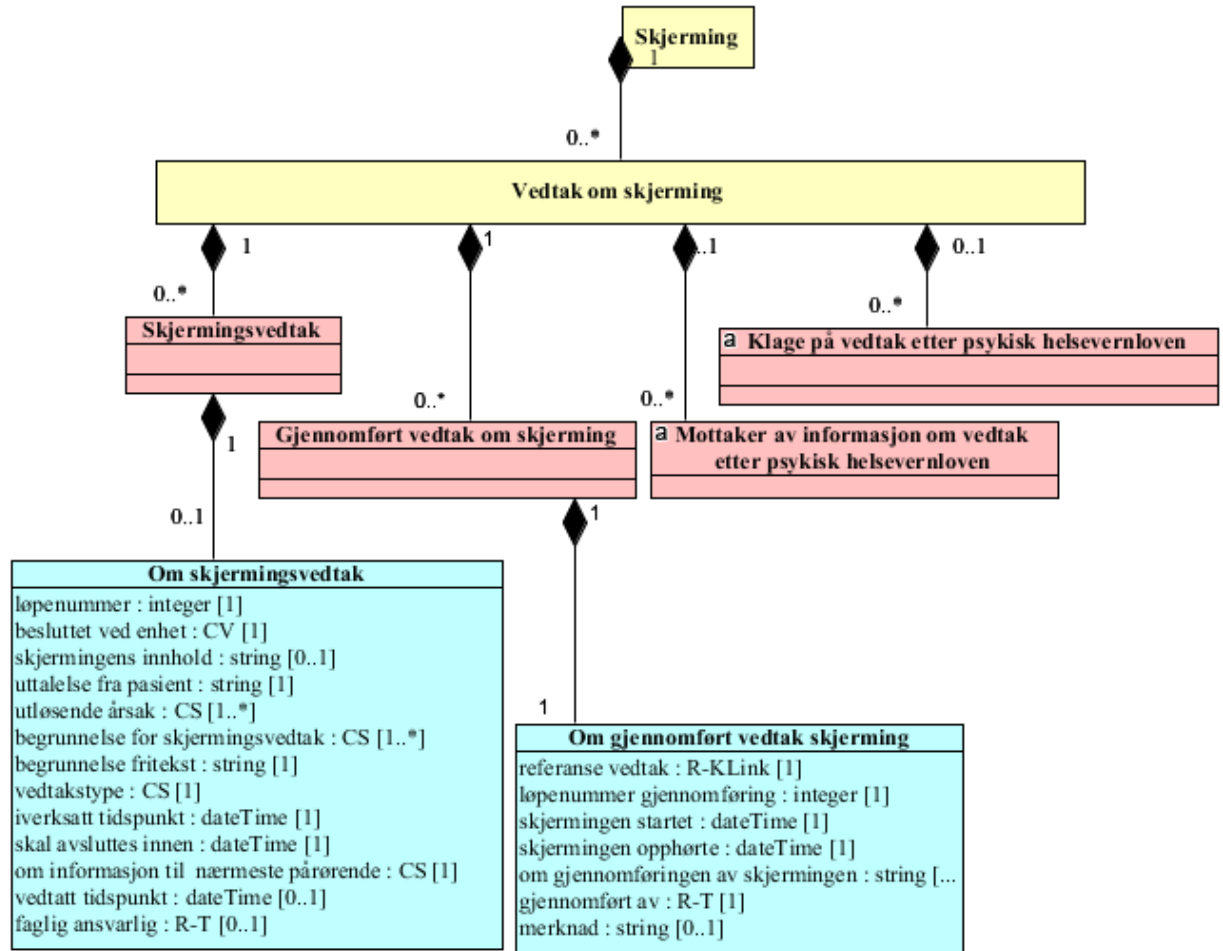 Skjerming
1
0..*
Vedtak om skjerming
1
1
..1
0..1
0..*
0..*
Skjermingsvedtak
a Klage på vedtak etter psykisk helsevernloven
0..*
0..*
1
Gjennomført vedtak om skjerming
a Mottaker av informasjon om vedtak
etter psykisk helsevernloven
0..1
1
Om skjermingsvedtak
løpenummer : integer [1]
besluttet ved enhet : CV [1]
skjermingens innhold : string [0..1]
uttalelse fra pasient : string [1]
utløsende årsak : CS [1..*]
begrunnelse for skjermingsvedtak : CS [1..*]
begrunnelse fritekst : string [1]
vedtakstype : CS [1]
iverksatt tidspunkt : dateTime [1]
skal avsluttes innen : dateTime [1]
om informasjon til nærmeste pårørende : CS [1]
vedtatt tidspunkt : dateTime [0..1]
faglig ansvarlig : R-T [0..1]
1
Om gjennomført vedtak skjerming
referanse vedtak : R-KLink [1]
løpenummer gjennomføring : integer [1]
skjermingen startet : dateTime [1]
skjermingen opphørte : dateTime [1]
om gjennomføringen av skjermingen : string [...
gjennomført av : R-T [1]
merknad : string [0..1]